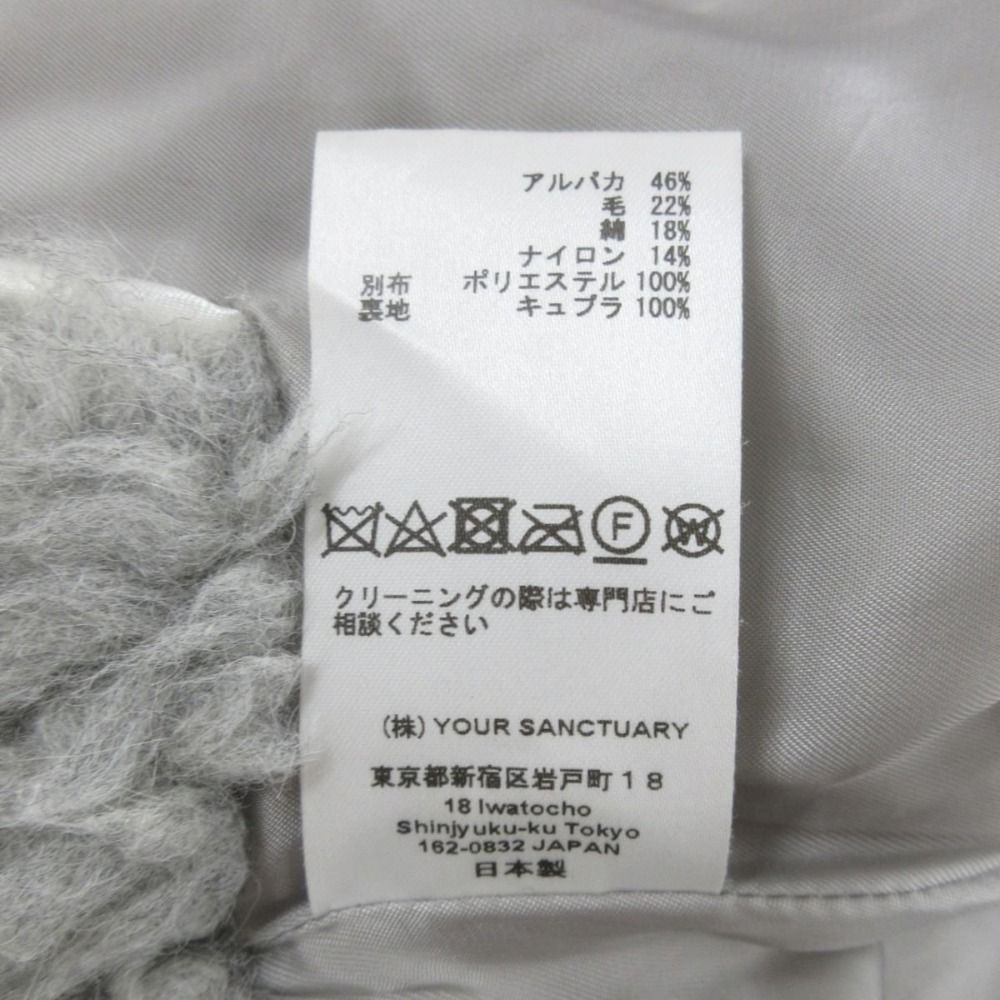 アルパカ 46%
毛 22%
綿 18%
ナイロン 14%
別布 ポリエステル 100%
裏地 キュプラ 100%
F W
クリーニングの際は専門店にご
相談ください
(株) YOUR SANCTUARY
東京都新宿区岩戸町18
18 Iwatocho
Shinjyuku-ku Tokyo
162-0832 JAPAN
日本製